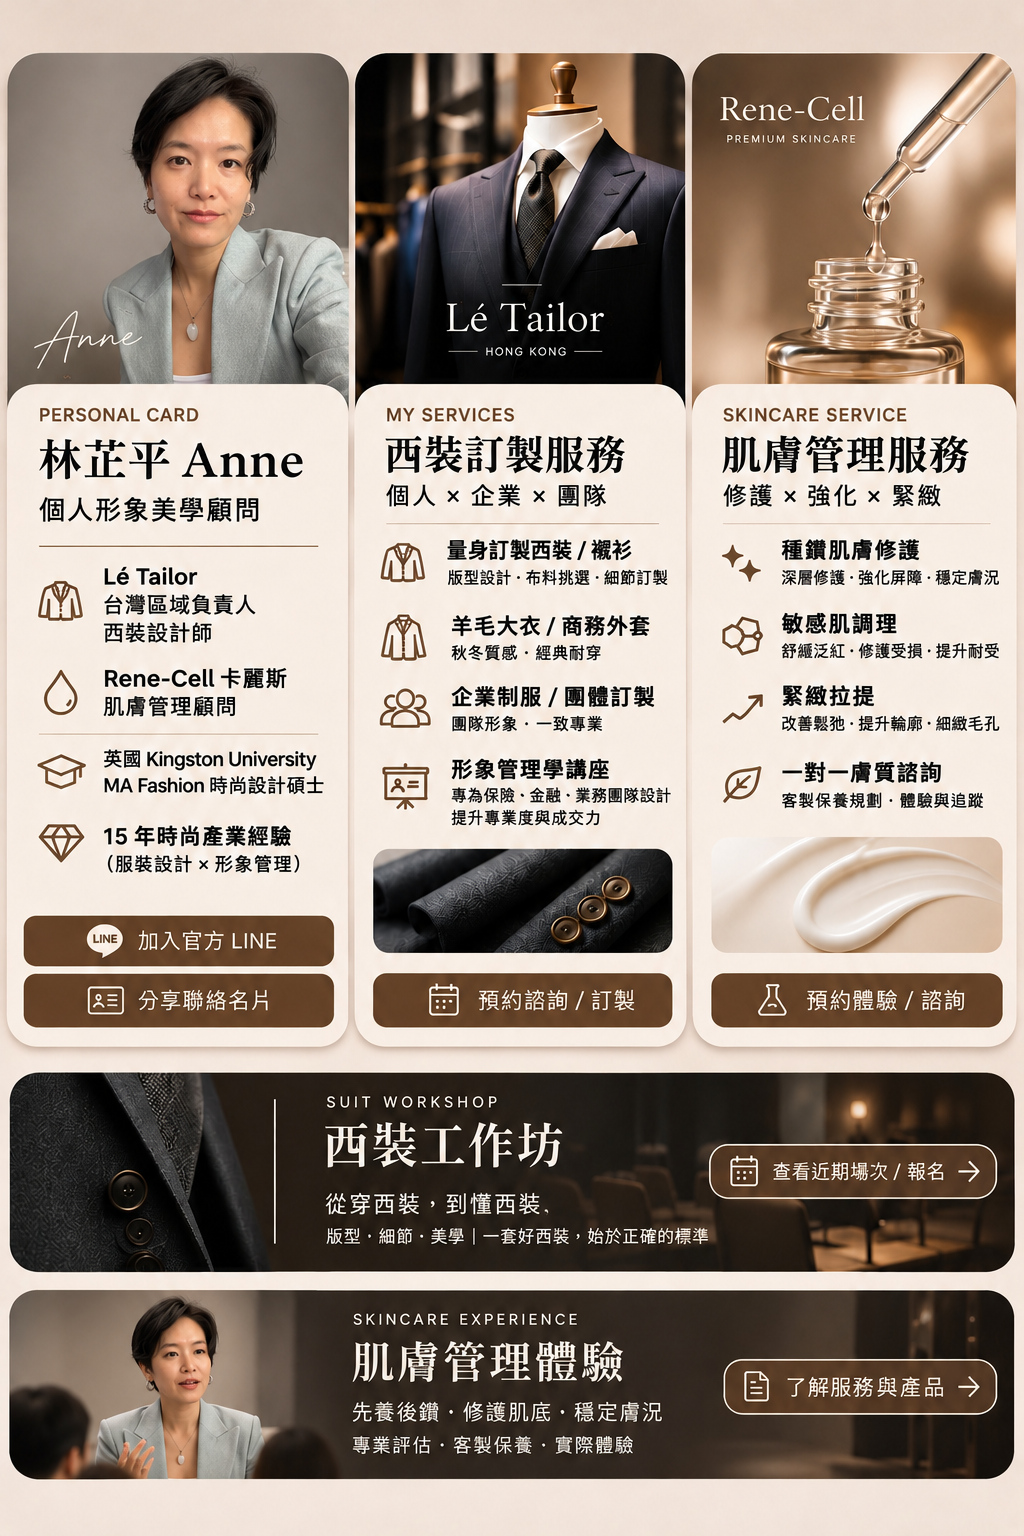 Anne
PERSONAL CARD
林芷平 Anne
個人形象美學顧問
Lé Tailor
台灣區域負責人
西裝設計師
Rene-Cell 卡麗斯
肌膚管理顧問
英國 Kingston University
MA Fashion 時尚設計碩士
15 年時尚產業經驗
（服裝設計 × 形象管理）
LINE 加入官方 LINE
分享聯絡名片
Lé Tailor
HONG KONG
MY SERVICES
西裝訂製服務
個人 × 企業 × 團隊
量身訂製西裝 / 襯衫
版型設計 · 布料挑選 · 細節訂製
羊毛大衣 / 商務外套
秋冬質感 · 經典耐穿
企業制服 / 團體訂製
團隊形象 · 一致專業
形象管理學講座
專為保險、金融、業務團隊設計
提升專業度與成交力
預約諮詢 / 訂製
Rene-Cell
PREMIUM SKINCARE
SKINCARE SERVICE
肌膚管理服務
修護 × 強化 × 緊緻
種鑽肌膚修護
深層修護 · 強化屏障 · 穩定膚況
敏感肌調理
舒緩泛紅 · 修護受損 · 提升耐受
緊緻拉提
改善鬆弛 · 提升輪廓 · 細緻毛孔
一對一膚質諮詢
客製保養規劃 · 體驗與追蹤
預約體驗 / 諮詢
SUIT WORKSHOP
西裝工作坊
從穿西裝，到懂西裝、
版型 · 細節 · 美學｜一套好西裝，始於正確的標準
查看近期場次 / 報名 →
SKINCARE EXPERIENCE
肌膚管理體驗
先養後鑽 · 修護肌底 · 穩定膚況
專業評估 · 客製保養 · 實際體驗
了解服務與產品 →